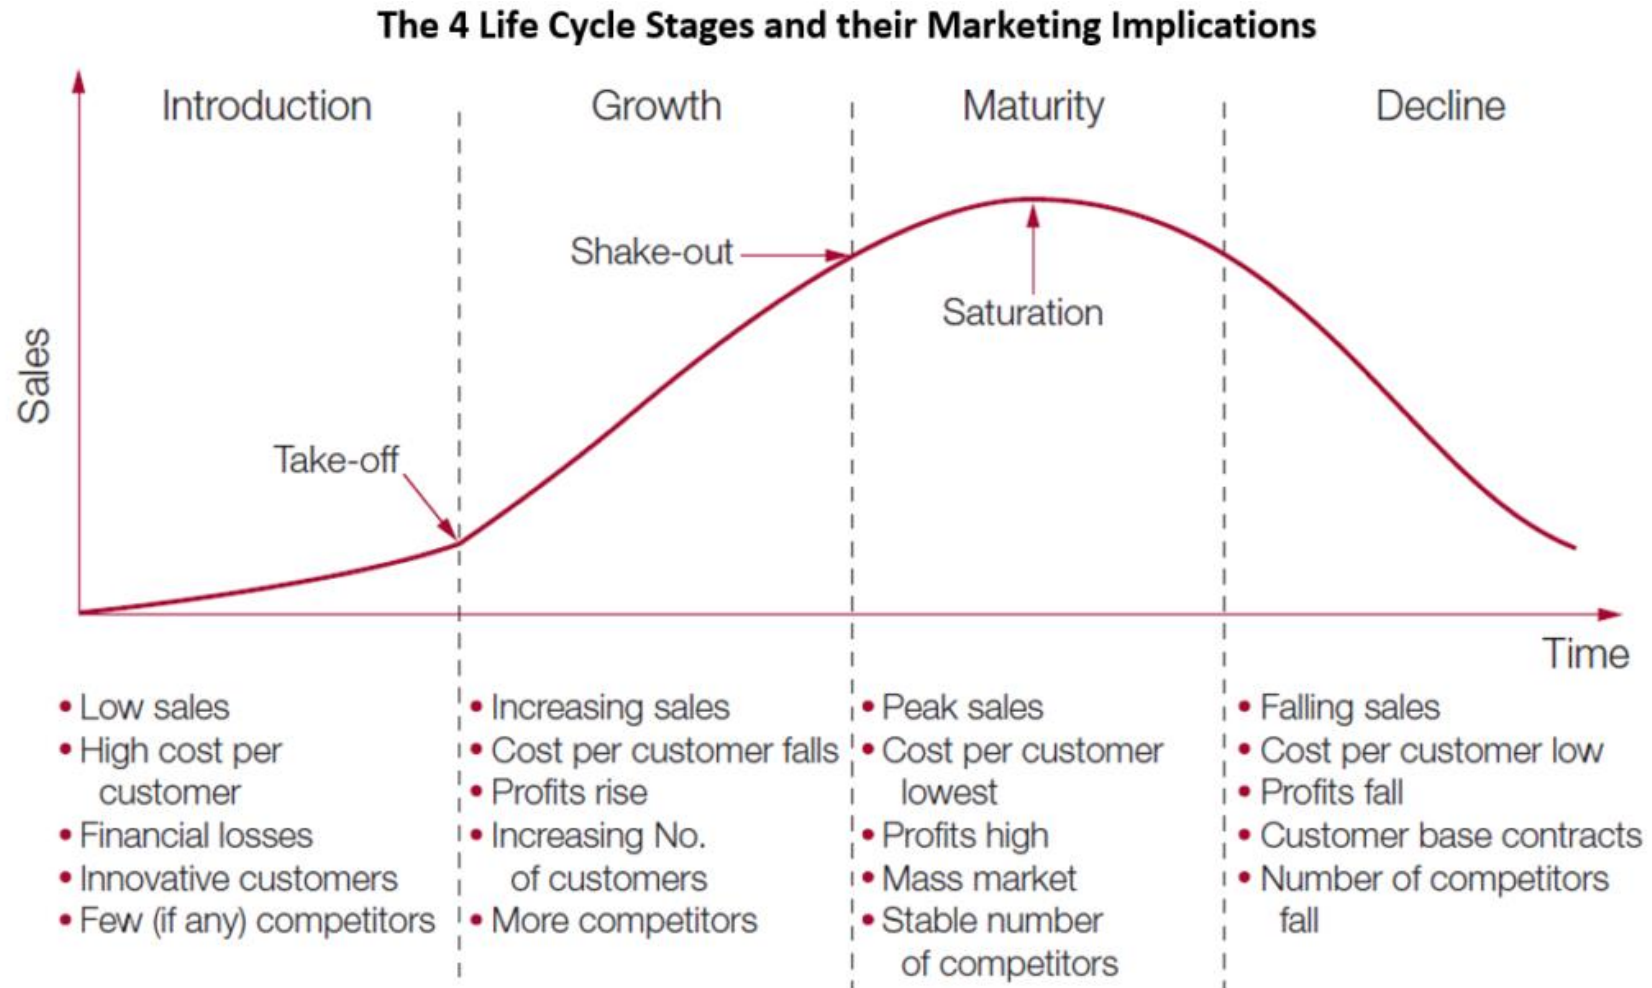 The 4 Life Cycle Stages and their Marketing Implications
Introduction
Growth
Maturity
Decline
Shake-out
Saturation
Sales
Take-off
Time
• Low sales
• High cost per
customer
• Financial losses
• Innovative customers
• Few (if any) competitors
• Increasing sales
• Cost per customer falls
• Profits rise
• Increasing No.
of customers
• More competitors
• Peak sales
• Cost per customer
lowest
• Profits high
• Mass market
• Stable number
of competitors
• Falling sales
• Cost per customer low
• Profits fall
• Customer base contracts
• Number of competitors
fall